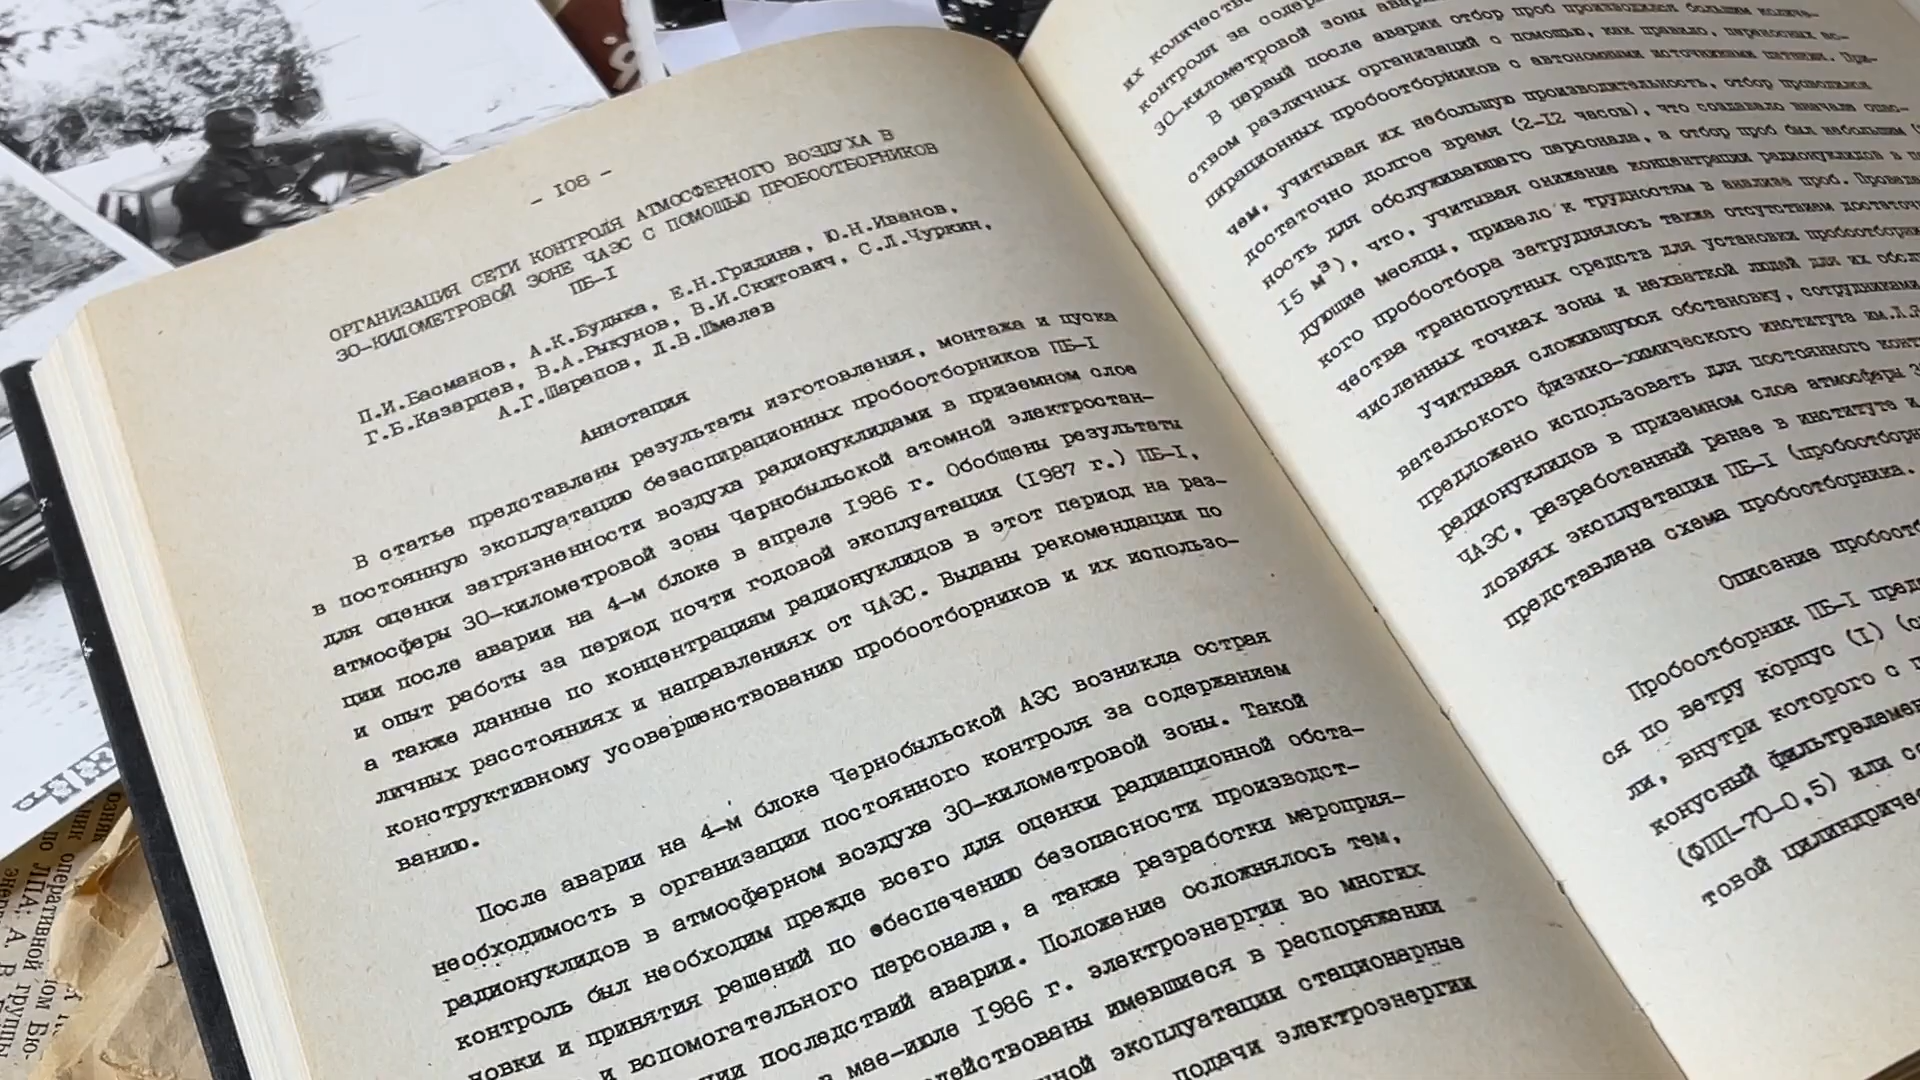 - 108 -
ОРГАНИЗАЦИЯ СЕТИ КОНТРОЛЯ АТМОСФЕРНОГО ВОЗДУХА В
30-КИЛОМЕТРОВОЙ ЗОНЕ ЧАЭС С ПОМОЩЬЮ ПРОБООТБОРНИКОВ
ПБ-I
П.И.Басманов, А.К.Будыка, Е.Н.Гридина, Ю.Н.Иванов,
Г.Б.Казарцев, В.А.Рыкунов, В.И.Скитович, С.Л.Чуркин,
А.Г.Шарапов, Л.В.Шмелев
Аннотация
В статье представлены результаты изготовления, монтажа и пуска
в постоянную эксплуатацию безаспирационных пробоотборников ПБ-I
для оценки загрязненности воздуха радионуклидами в приземном слое
атмосферы 30-километровой зоны Чернобыльской атомной электростан-
ции после аварии на 4-м блоке в апреле 1986 г. Обобщены результаты
и опыт работы за период почти годовой эксплуатации (1987 г.) ПБ-I,
а также данные по концентрациям радионуклидов в этот период на раз-
личных расстояниях и направлениях от ЧАЭС. Выданы рекомендации по
конструктивному усовершенствованию пробоотборников и их использо-
ванию.
После аварии на 4-м блоке Чернобыльской АЭС возникла острая
необходимость в организации постоянного контроля за содержанием
радионуклидов в атмосферном воздухе 30-километровой зоны. Такой
контроль был необходим прежде всего для оценки радиационной обста-
новки и принятия решений по обеспечению безопасности производст-
и вспомогательного персонала, а также разработки мероприя-
последствий аварии. Положение осложнялось тем,
в мае-июле 1986 г. электроэнергии во многих
имевшиеся в распоряжении
эксплуатации стационарные
подачи электроэнергии
их количество
контроля за
30-километровой зоны
В первый после аварии отбор проб производился большим количе-
ством различных организаций с помощью, как правило, переносных ас-
пирационных пробоотборников с автономными источниками питания. При-
чем, учитывая их небольшую производительность, отбор проводился
достаточно долгое время (2-12 часов), что создавало вначале опас-
ность для обслуживающего персонала, а отбор проб был небольшим
15 м³), что, учитывая снижение концентрации радионуклидов в
дующие месяцы, привело к трудностям в анализе проб.
кого пробоотбора затруднялось также отсутствием
чества транспортных средств для установки
численных точках зоны и нехваткой людей для их
Учитывая сложившуюся обстановку, сотрудниками
вательского физико-химического института им.Л.Я.
предложено использовать для постоянного
радионуклидов в приземном слое атмосферы
ЧАЭС, разработанный ранее в институте и
ловиях эксплуатации ПБ-I
представлена схема пробоотборника.
Описание
Пробоотборник ПБ-I
ся по ветру корпус (I)
ли, внутри которого с
конусный
(ФПП-70-0,5) или
товой